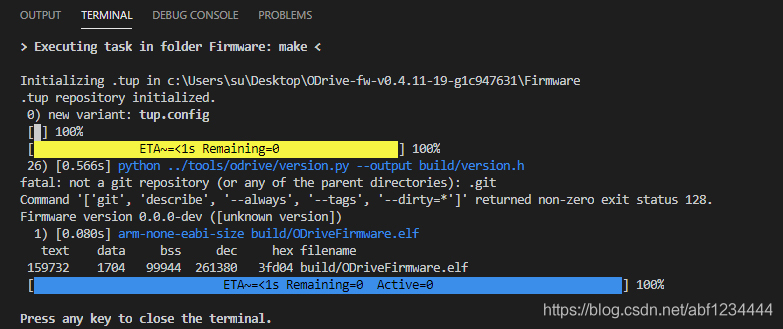 OUTPUT TERMINAL DEBUG CONSOLE PROBLEMS
> Executing task in folder Firmware: make <
Initializing .tup in c:\Users\su\Desktop\ODrive-fw-v0.4.11-19-g1c947631\Firmware
.tup repository initialized.
0) new variant: tup.config
[ ] 100%
[ ETA~=<1s Remaining=0 ] 100%
26) [0.566s] python ../tools/odrive/version.py --output build/version.h
fatal: not a git repository (or any of the parent directories): .git
Command '['git', 'describe', '--always', '--tags', '--dirty=*']' returned non-zero exit status 128.
Firmware version 0.0.0-dev ([unknown version])
1) [0.080s] arm-none-eabi-size build/ODriveFirmware.elf
text data bss dec hex filename
159732 1704 99944 261380 3fd04 build/ODriveFirmware.elf
[ ETA~=<1s Remaining=0 Active=0 ] 100%
Press any key to close the terminal.
https://blog.csdn.net/abf1234444